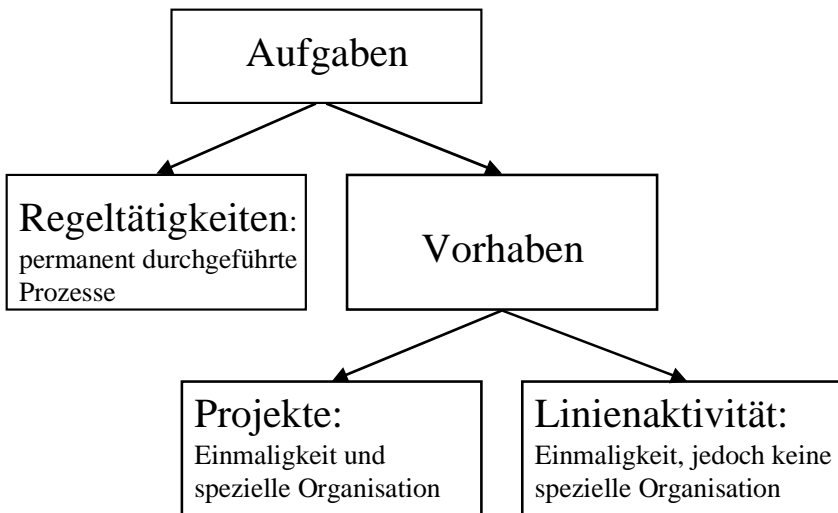 Aufgaben
Regeltätigkeiten:
permanent durchgeführte
Prozesse
Vorhaben
Projekte:
Einmaligkeit und
spezielle Organisation
Linienaktivität:
Einmaligkeit, jedoch keine
spezielle Organisation